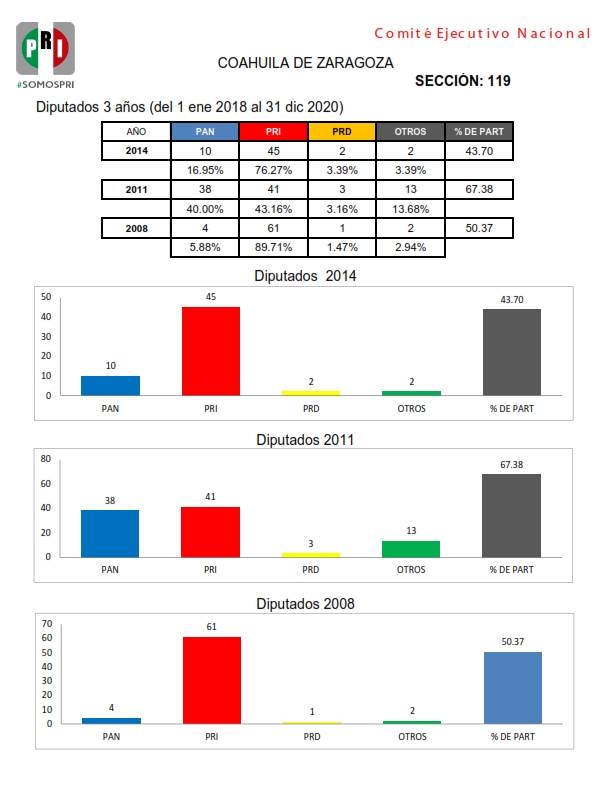 PRI
#SOMOSPRI
Comité Ejecutivo Nacional
COAHUILA DE ZARAGOZA
SECCIÓN: 119
Diputados 3 años (del 1 ene 2018 al 31 dic 2020)
AÑO PAN PRI PRD OTROS % DE PART
2014 10 45 2 2 43.70
16.95% 76.27% 3.39% 3.39%
2011 38 41 3 13 67.38
40.00% 43.16% 3.16% 13.68%
2008 4 61 1 2 50.37
5.88% 89.71% 1.47% 2.94%
Diputados 2014
50
40
30
20
10
0
10 45 2 2 43.70
PAN PRI PRD OTROS % DE PART
Diputados 2011
80
60
40
20
0
38 41 3 13 67.38
PAN PRI PRD OTROS % DE PART
Diputados 2008
70
60
50
40
30
20
10
0
4 61 1 2 50.37
PAN PRI PRD OTROS % DE PART